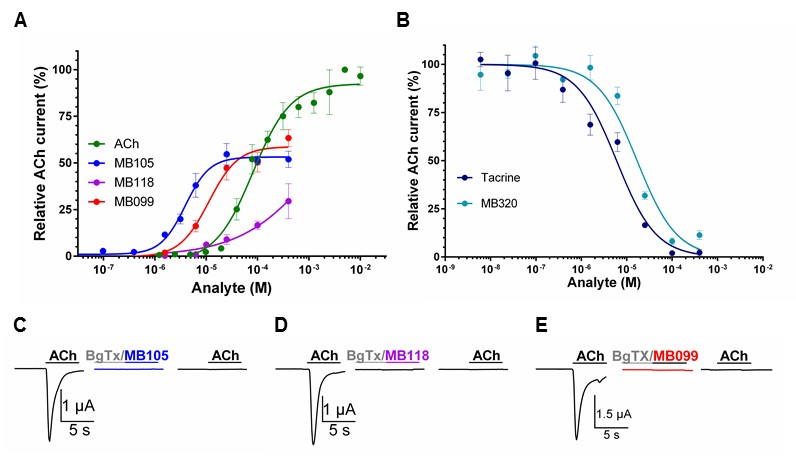 A
Relative ACh current (%)
100
75
50
25
0
ACh
MB105
MB118
MB099
10-7 10-6 10-5 10-4 10-3 10-2
Analyte (M)
B
Relative ACh current (%)
100
75
50
25
0
Tacrine
MB320
10-9 10-8 10-7 10-6 10-5 10-4 10-3 10-2
Analyte (M)
C
ACh BgTx/MB105 ACh
1 µA
5 s
D
ACh BgTx/MB118 ACh
1 µA
5 s
E
ACh BgTX/MB099 ACh
1.5 µA
5 s